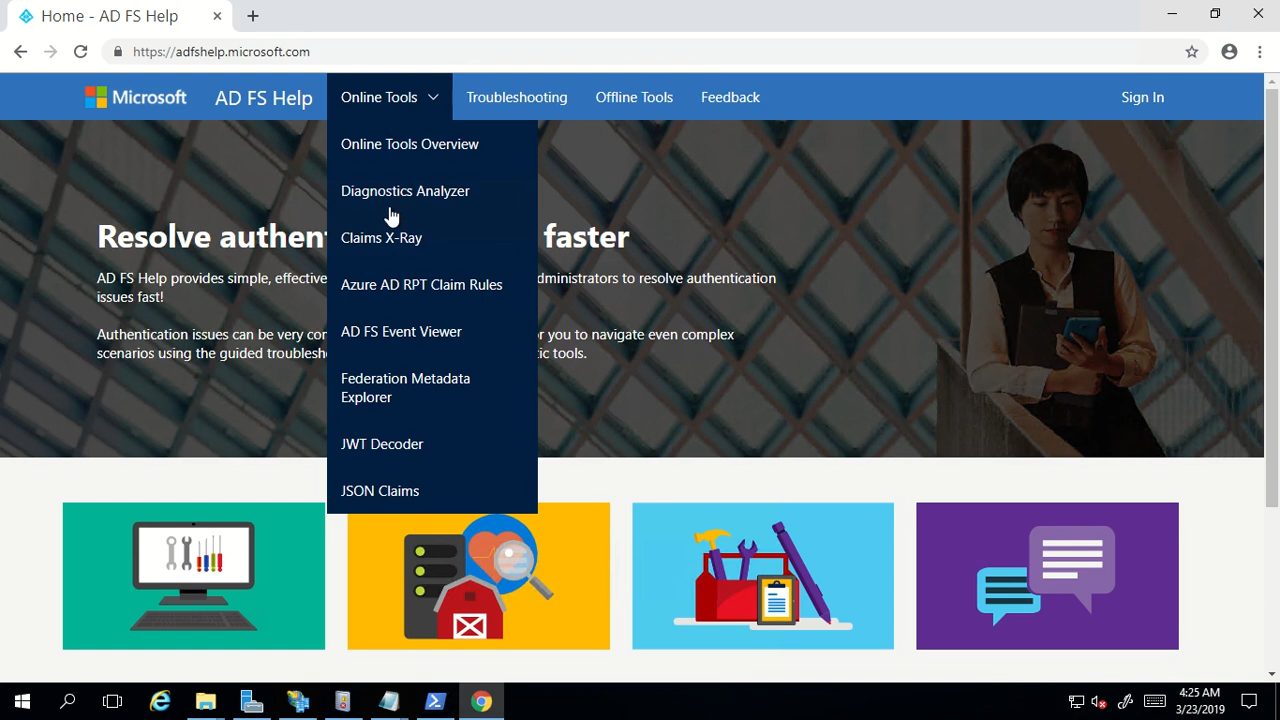 Home - AD FS Help
https://adfshelp.microsoft.com
Microsoft AD FS Help Online Tools Troubleshooting Offline Tools Feedback Sign In
Online Tools Overview
Diagnostics Analyzer
Claims X-Ray
Azure AD RPT Claim Rules
AD FS Event Viewer
Federation Metadata
Explorer
JWT Decoder
JSON Claims
Resolve authen faster
AD FS Help provides simple, effective dministrators to resolve authentication
issues fast!
Authentication issues can be very con r you to navigate even complex
scenarios using the guided troublesh tic tools.
4:25 AM
3/23/2019